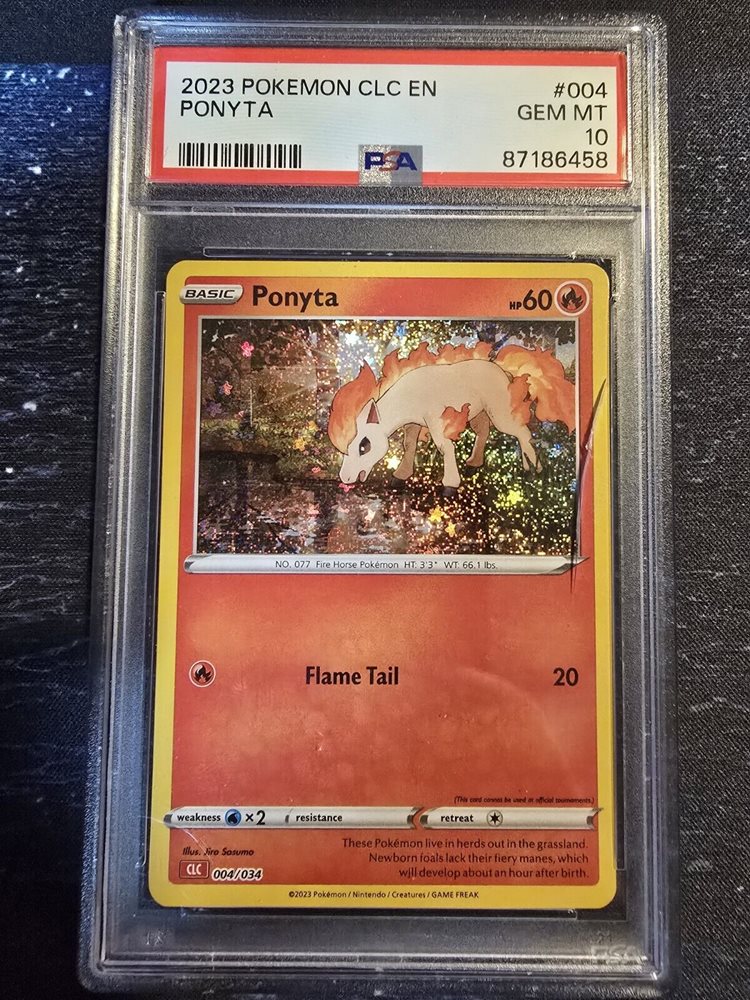 2023 POKEMON CLC EN #004
PONYTA GEM MT
10
PSA 87186458
BASIC Ponyta HP60
NO. 077 Fire Horse Pokémon HT: 3'3" WT: 66.1 lbs.
Flame Tail 20
(This card cannot be used at official tournaments.)
weakness ×2 resistance retreat
Illus. Jiro Sasumo
These Pokémon live in herds out in the grassland.
Newborn foals lack their fiery manes, which
will develop about an hour after birth.
CLC 004/034
©2023 Pokémon / Nintendo / Creatures / GAME FREAK
PSA